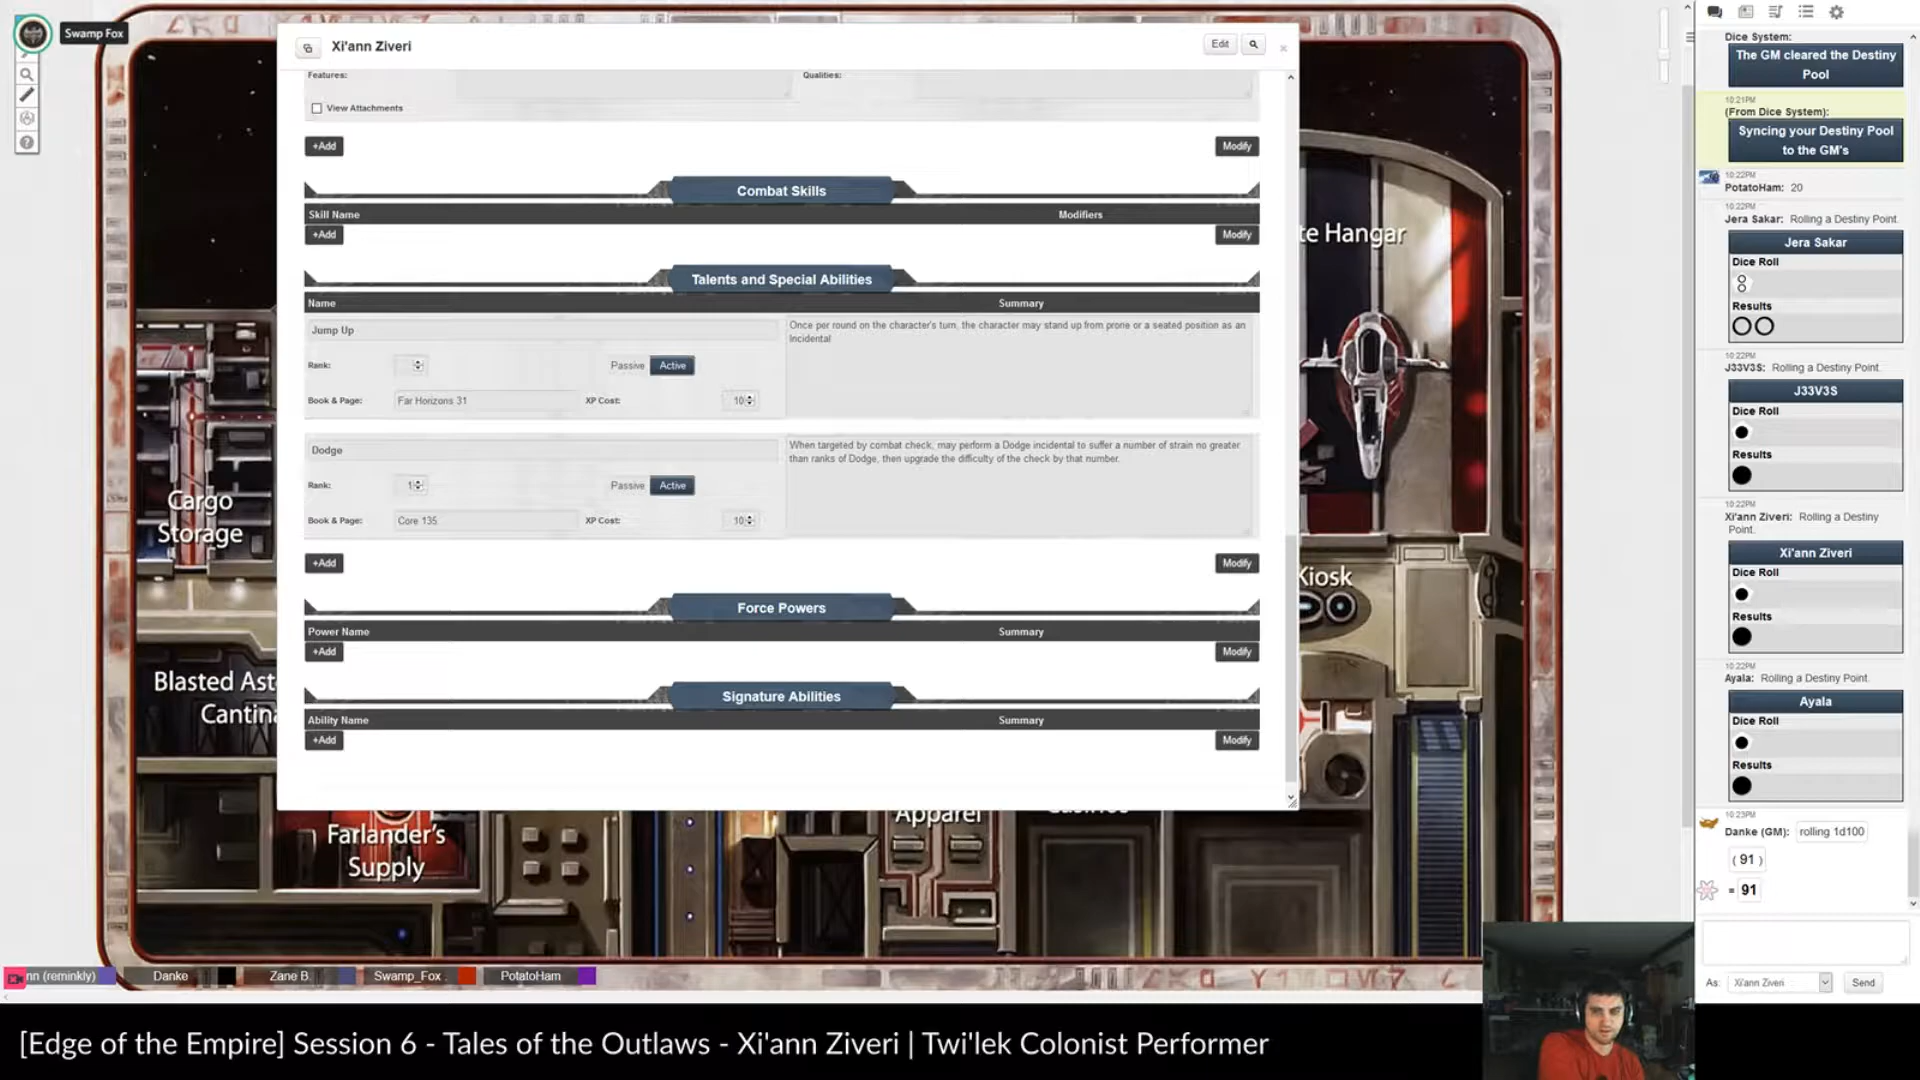 Swamp Fox
Xi'ann Ziveri
Edit
Features:
Qualities:
View Attachments
+Add
Modify
Combat Skills
Skill Name
Modifiers
+Add
Modify
Talents and Special Abilities
Name
Summary
Jump Up
Once per round on the character's turn, the character may stand up from prone or a seated position as an
Incidental
Rank:
Passive
Active
Book & Page:
Far Horizons 31
XP Cost:
10
Dodge
When targeted by combat check, may perform a Dodge incidental to suffer a number of strain no greater
than ranks of Dodge, then upgrade the difficulty of the check by that number.
Rank:
1
Passive
Active
Book & Page:
Core 135
XP Cost:
10
+Add
Modify
Force Powers
Power Name
Summary
+Add
Modify
Signature Abilities
Ability Name
Summary
+Add
Modify
te Hangar
Kiosk
Cargo
Storage
Blasted Ast
Cantina
Farlander's
Supply
Apparel
nn (reminkly)
Danke
Zane B.
Swamp_Fox .
PotatoHam
Dice System:
The GM cleared the Destiny
Pool
10:21PM
(From Dice System):
Syncing your Destiny Pool
to the GM's
10:22PM
PotatoHam: 20
10:22PM
Jera Sakar: Rolling a Destiny Point.
Jera Sakar
Dice Roll
Results
10:22PM
J33V3S: Rolling a Destiny Point.
J33V3S
Dice Roll
Results
10:22PM
Xi'ann Ziveri: Rolling a Destiny
Point.
Xi'ann Ziveri
Dice Roll
Results
10:22PM
Ayala: Rolling a Destiny Point.
Ayala
Dice Roll
Results
10:23PM
Danke (GM): rolling 1d100
( 91 )
= 91
As:
Xi'ann Ziveri
Send
[Edge of the Empire] Session 6 - Tales of the Outlaws - Xi'ann Ziveri | Twi'lek Colonist Performer